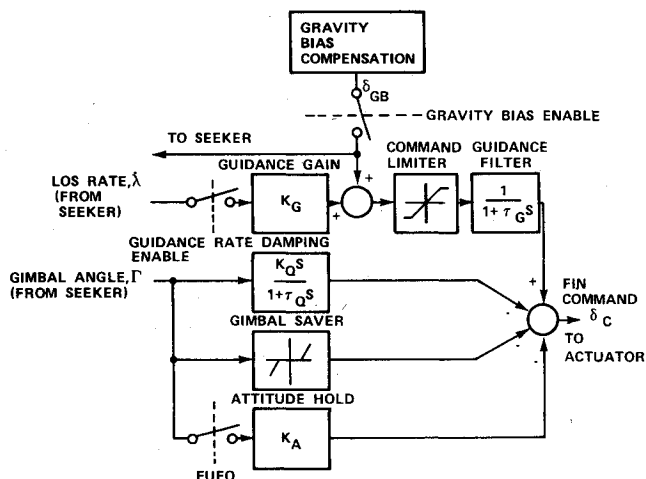 GRAVITY
BIAS
COMPENSATION
δGB
GRAVITY BIAS ENABLE
TO SEEKER
GUIDANCE GAIN
COMMAND
LIMITER
GUIDANCE
FILTER
LOS RATE, λ̇
(FROM
SEEKER)
KG
+
+
1
1+ τGS
GUIDANCE RATE DAMPING
ENABLE
GIMBAL ANGLE, Γ
(FROM SEEKER)
KQS
1+τQS
+
FIN
COMMAND
δC
TO
ACTUATOR
-
-
-
GIMBAL SAVER
ATTITUDE HOLD
KA